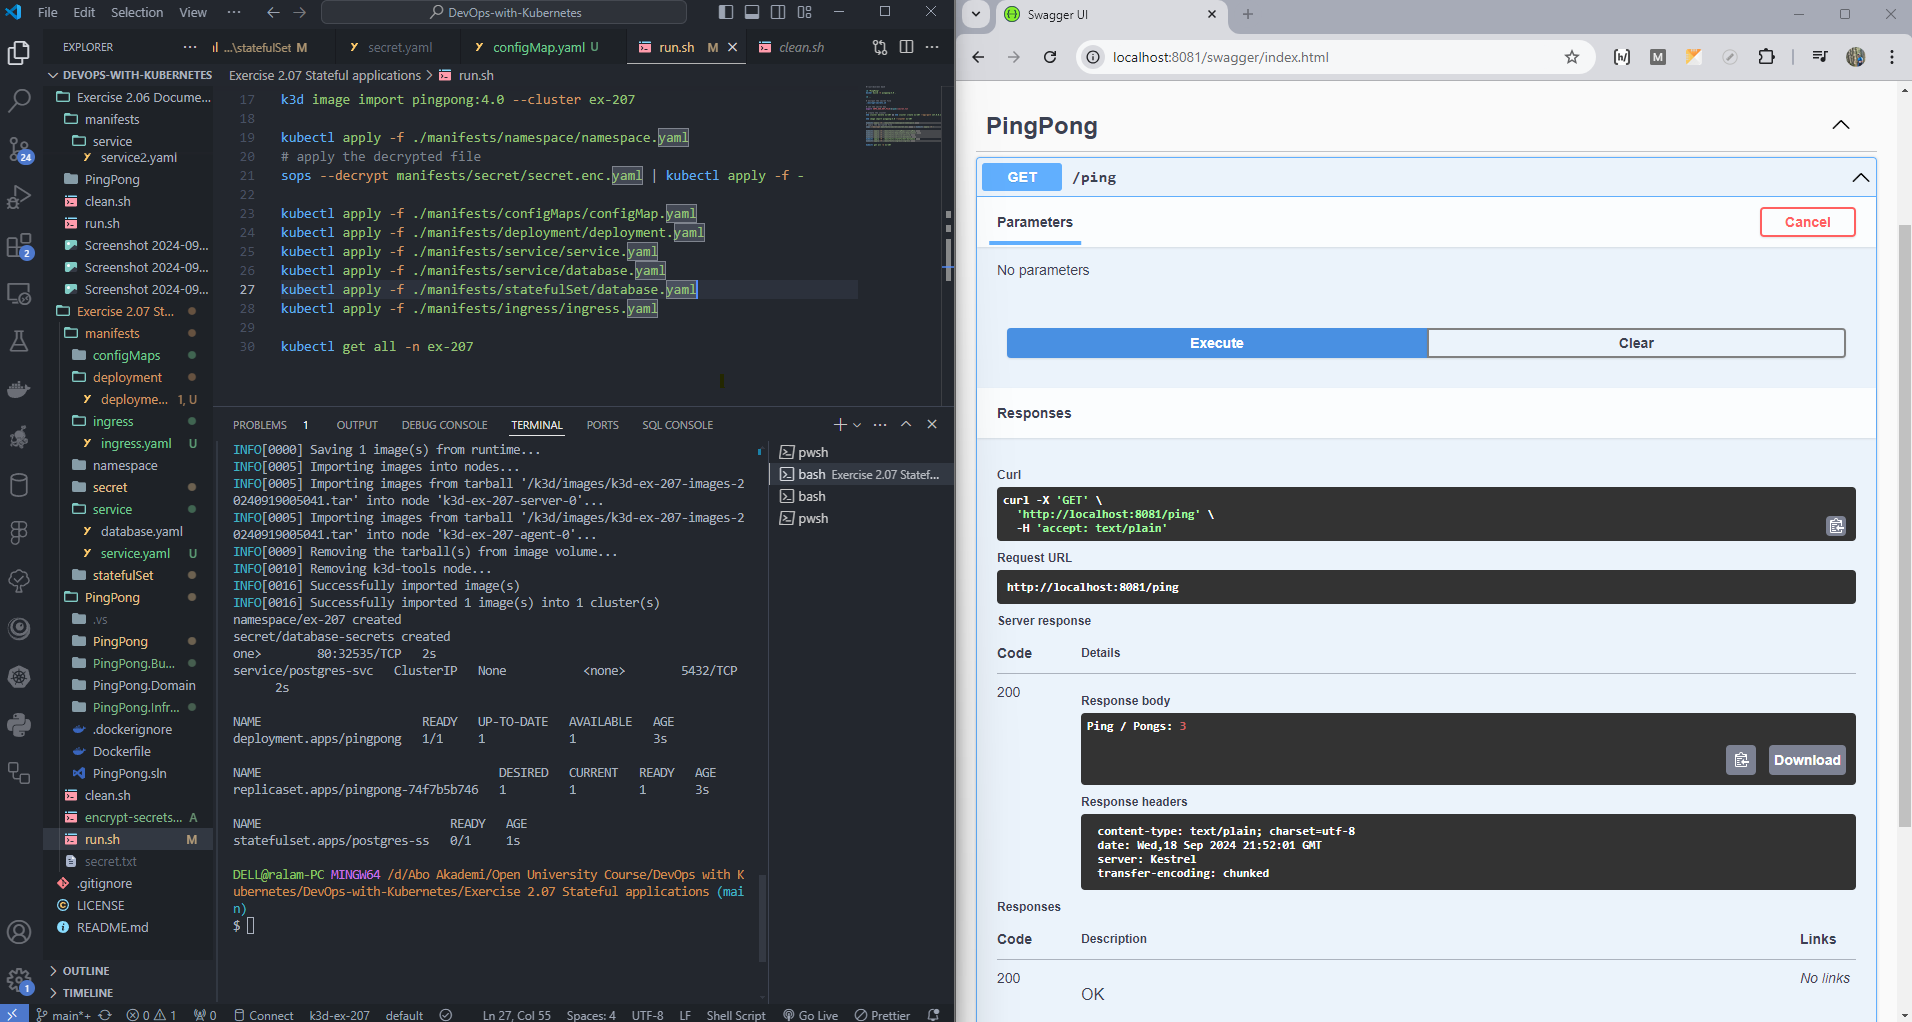 File Edit Selection View ··· DevOps-with-Kubernetes
EXPLORER ···
DEVOPS-WITH-KUBERNETES
Exercise 2.06 Docume...
manifests
service
service2.yaml
PingPong
clean.sh
run.sh
Screenshot 2024-09...
Screenshot 2024-09...
Screenshot 2024-09...
Exercise 2.07 St...
manifests
configMaps
deployment
deployme... 1, U
ingress
ingress.yaml U
namespace
secret
service
database.yaml
service.yaml U
statefulSet
PingPong
.vs
PingPong
PingPong.Bu...
PingPong.Domain
PingPong.Infr...
.dockerignore
Dockerfile
PingPong.sln
clean.sh
encrypt-secrets... A
run.sh M
secret.txt
.gitignore
LICENSE
README.md
OUTLINE
TIMELINE
24
2
1
...\statefulSet M secret.yaml configMap.yaml U run.sh M clean.sh
Exercise 2.07 Stateful applications > run.sh
17 k3d image import pingpong:4.0 --cluster ex-207
18
19 kubectl apply -f ./manifests/namespace/namespace.yaml
20 # apply the decrypted file
21 sops --decrypt manifests/secret/secret.enc.yaml | kubectl apply -f -
22
23 kubectl apply -f ./manifests/configMaps/configMap.yaml
24 kubectl apply -f ./manifests/deployment/deployment.yaml
25 kubectl apply -f ./manifests/service/service.yaml
26 kubectl apply -f ./manifests/service/database.yaml
27 kubectl apply -f ./manifests/statefulSet/database.yaml
28 kubectl apply -f ./manifests/ingress/ingress.yaml
29
30 kubectl get all -n ex-207
PROBLEMS 1 OUTPUT DEBUG CONSOLE TERMINAL PORTS SQL CONSOLE
INFO[0000] Saving 1 image(s) from runtime...
INFO[0005] Importing images into nodes...
INFO[0005] Importing images from tarball '/k3d/images/k3d-ex-207-images-2
0240919005041.tar' into node 'k3d-ex-207-server-0'...
INFO[0005] Importing images from tarball '/k3d/images/k3d-ex-207-images-2
0240919005041.tar' into node 'k3d-ex-207-agent-0'...
INFO[0009] Removing the tarball(s) from image volume...
INFO[0010] Removing k3d-tools node...
INFO[0016] Successfully imported image(s)
INFO[0016] Successfully imported 1 image(s) into 1 cluster(s)
namespace/ex-207 created
secret/database-secrets created
one> 80:32535/TCP 2s
service/postgres-svc ClusterIP None <none> 5432/TCP
2s
NAME READY UP-TO-DATE AVAILABLE AGE
deployment.apps/pingpong 1/1 1 1 3s
NAME DESIRED CURRENT READY AGE
replicaset.apps/pingpong-74f7b5b746 1 1 1 3s
NAME READY AGE
statefulset.apps/postgres-ss 0/1 1s
DELL@ralam-PC MINGW64 /d/Abo Akademi/Open University Course/DevOps with K
ubernetes/DevOps-with-Kubernetes/Exercise 2.07 Stateful applications (mai
n)
$
pwsh
bash Exercise 2.07 Statef...
bash
pwsh
main*+ 0 1 0 Connect k3d-ex-207 default Ln 27, Col 55 Spaces: 4 UTF-8 LF Shell Script Go Live Prettier
Swagger UI
localhost:8081/swagger/index.html
PingPong
GET /ping
Parameters
Cancel
No parameters
Execute
Clear
Responses
Curl
curl -X 'GET' \
'http://localhost:8081/ping' \
-H 'accept: text/plain'
Request URL
http://localhost:8081/ping
Server response
Code Details
200
Response body
Ping / Pongs: 3
Download
Response headers
content-type: text/plain; charset=utf-8
date: Wed,18 Sep 2024 21:52:01 GMT
server: Kestrel
transfer-encoding: chunked
Responses
Code Description Links
200 No links
OK